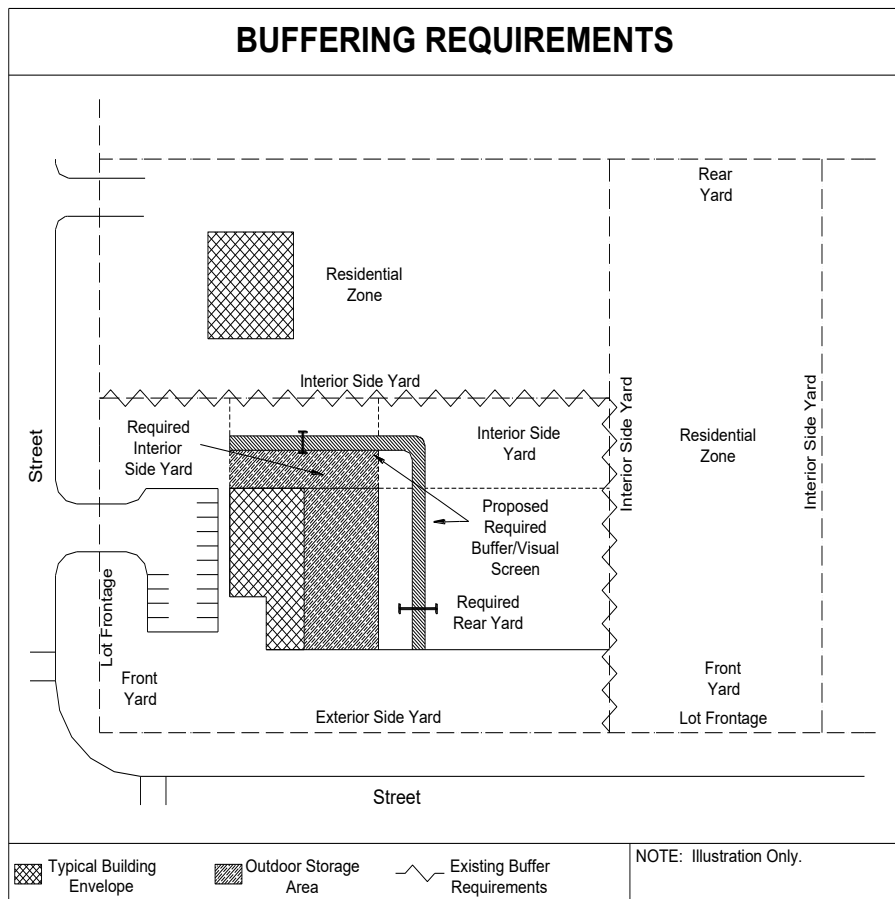 BUFFERING REQUIREMENTS
Rear
Yard
Residential
Zone
Interior Side Yard
Required
Interior
Side Yard
Interior Side
Yard
Interior Side Yard
Residential
Zone
Interior Side Yard
Street
Proposed
Required
Buffer/Visual
Screen
Required
Rear Yard
Lot Frontage
Front
Yard
Exterior Side Yard
Front
Yard
Lot Frontage
Street
Typical Building
Envelope
Outdoor Storage
Area
Existing Buffer
Requirements
NOTE: Illustration Only.